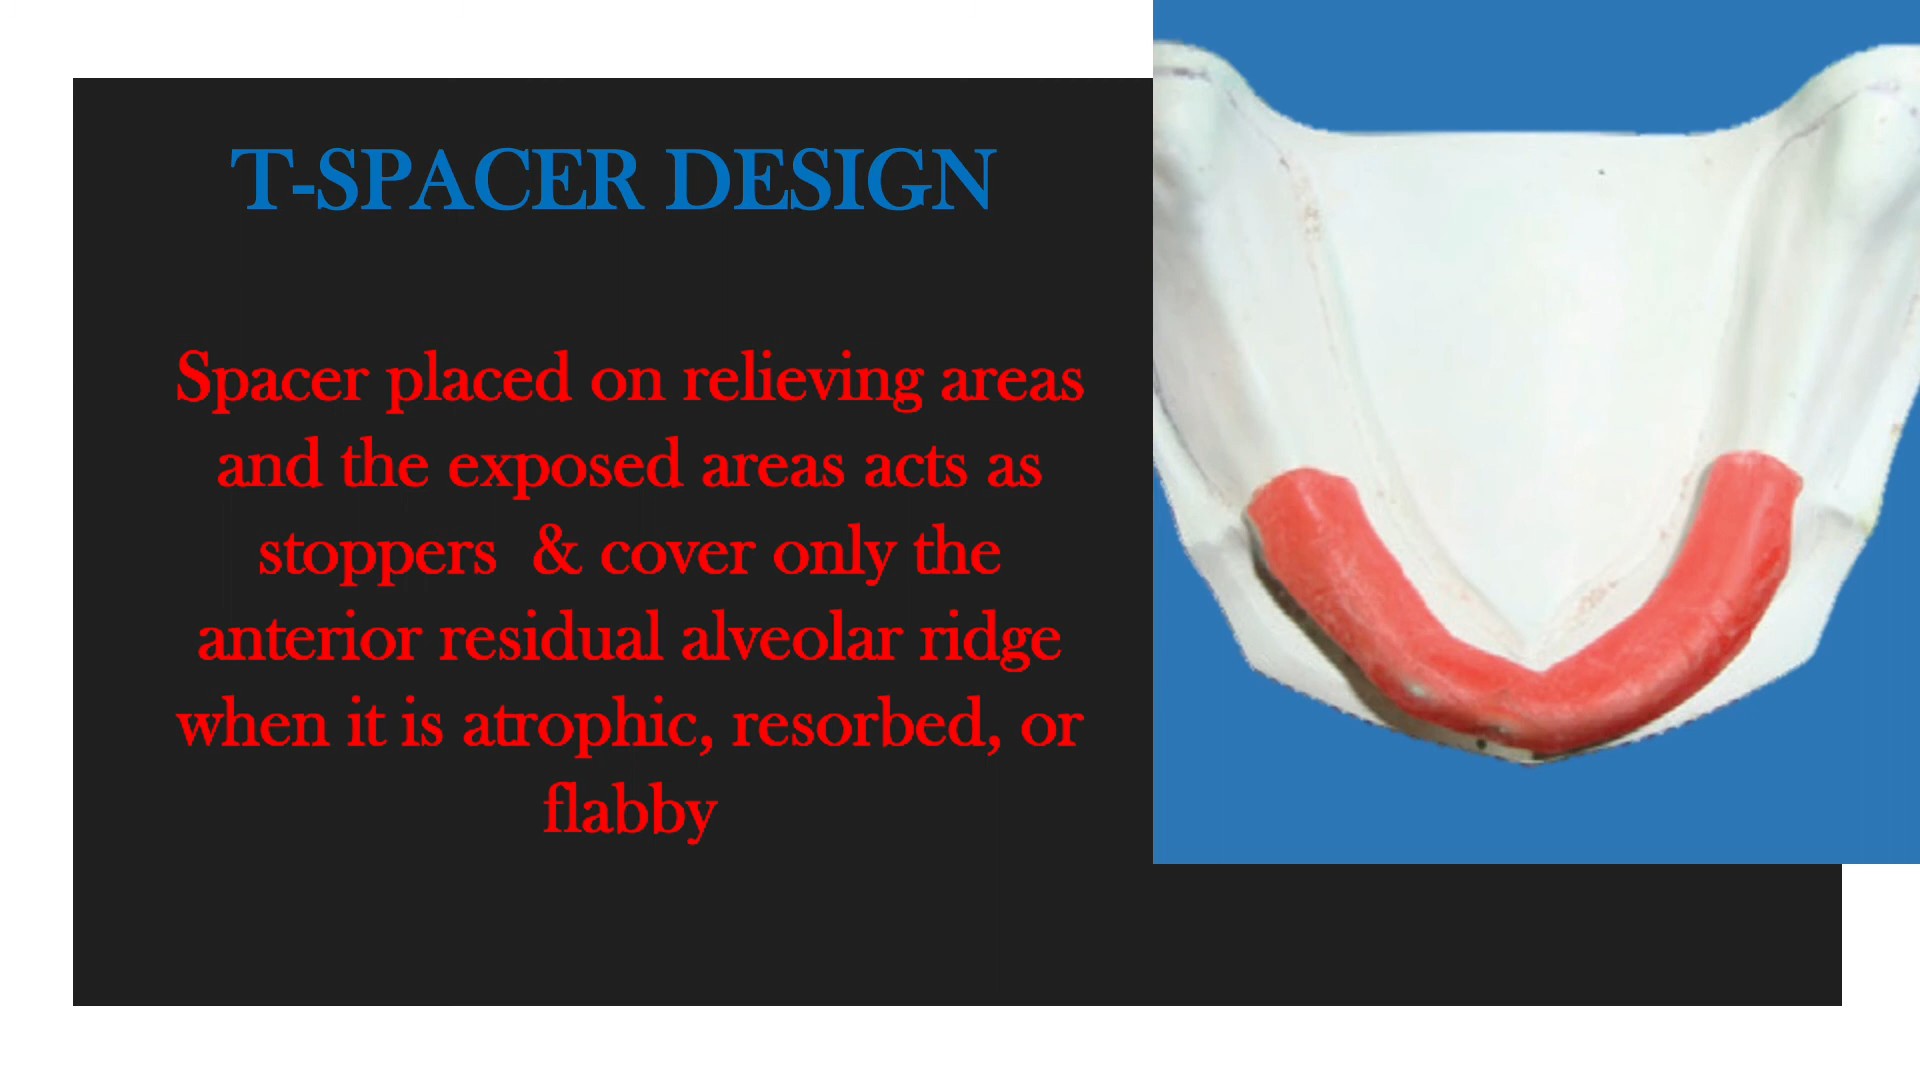 T-SPACER DESIGN
Spacer placed on relieving areas
and the exposed areas acts as
stoppers  & cover only the
anterior residual alveolar ridge
when it is atrophic, resorbed, or
flabby